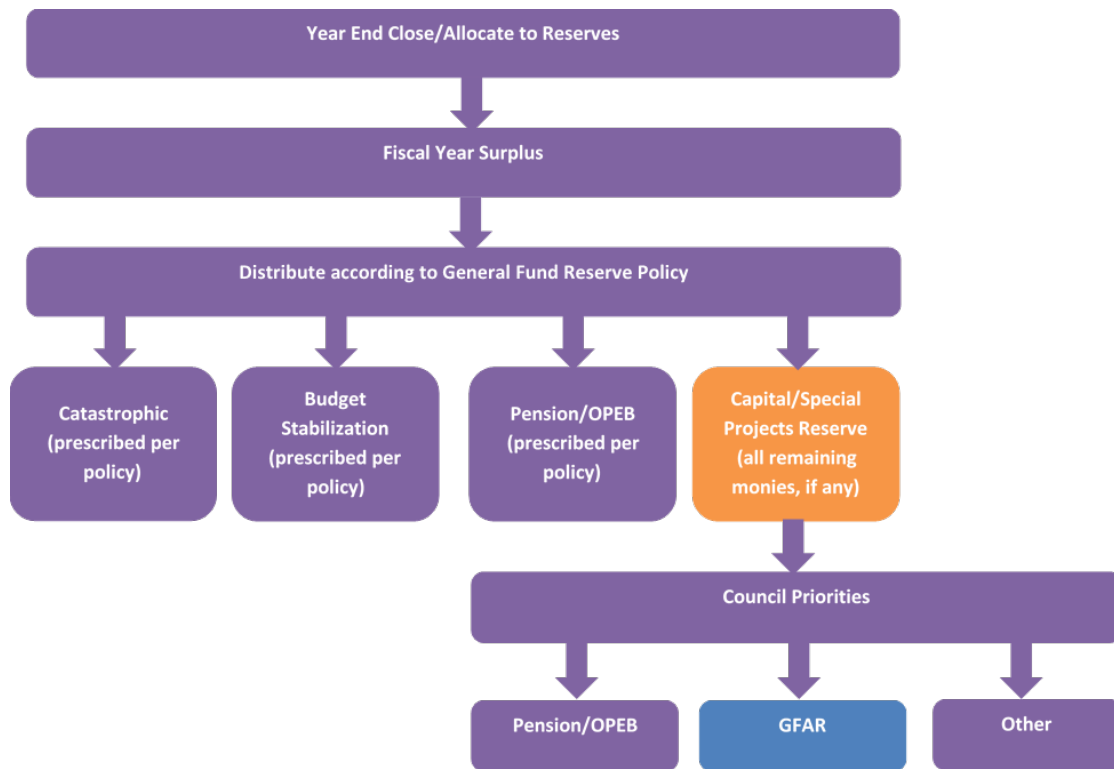 Year End Close/Allocate to Reserves
Fiscal Year Surplus
Distribute according to General Fund Reserve Policy
Catastrophic
(prescribed per
policy)
Budget
Stabilization
(prescribed per
policy)
Pension/OPEB
(prescribed per
policy)
Capital/Special
Projects Reserve
(all remaining
monies, if any)
Council Priorities
Pension/OPEB
GFAR
Other